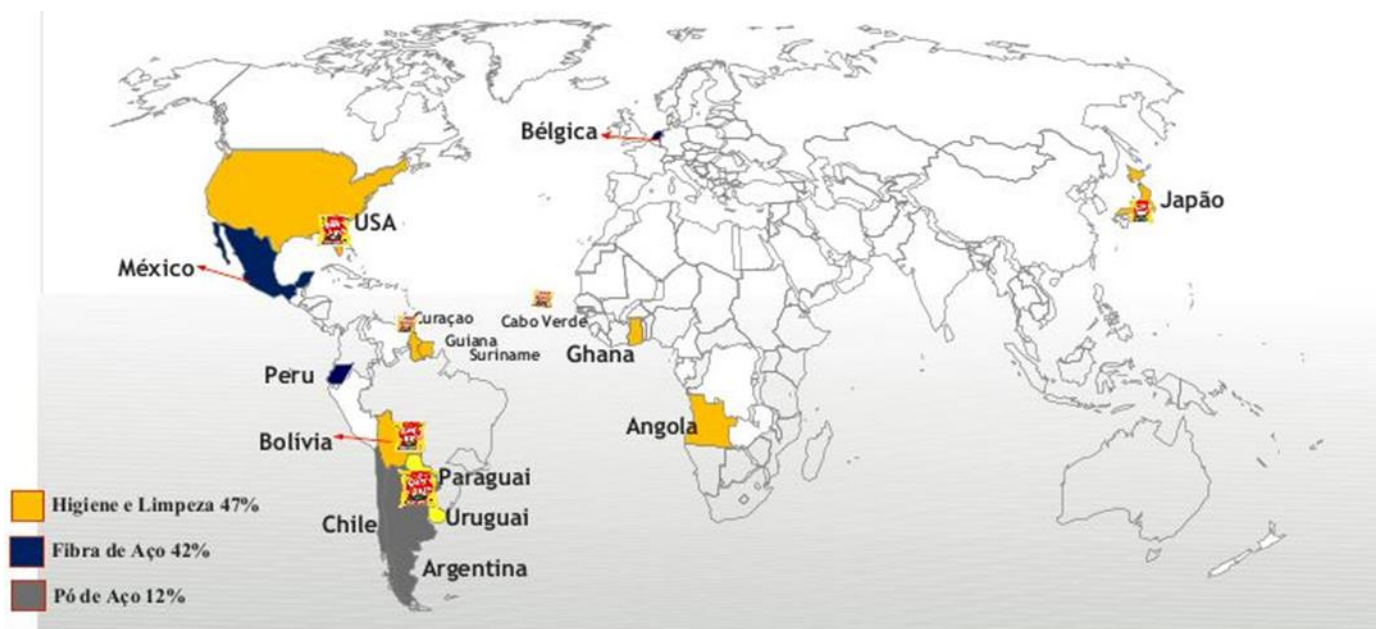 Bélgica
Japão
USA
México
Curaçao
Cabo Verde
Guiana
Suriname
Ghana
Peru
Angola
Bolívia
Paraguai
Higiene e Limpeza 47%
Chile
Uruguai
Fibra de Aço 42%
Argentina
Pó de Aço 12%